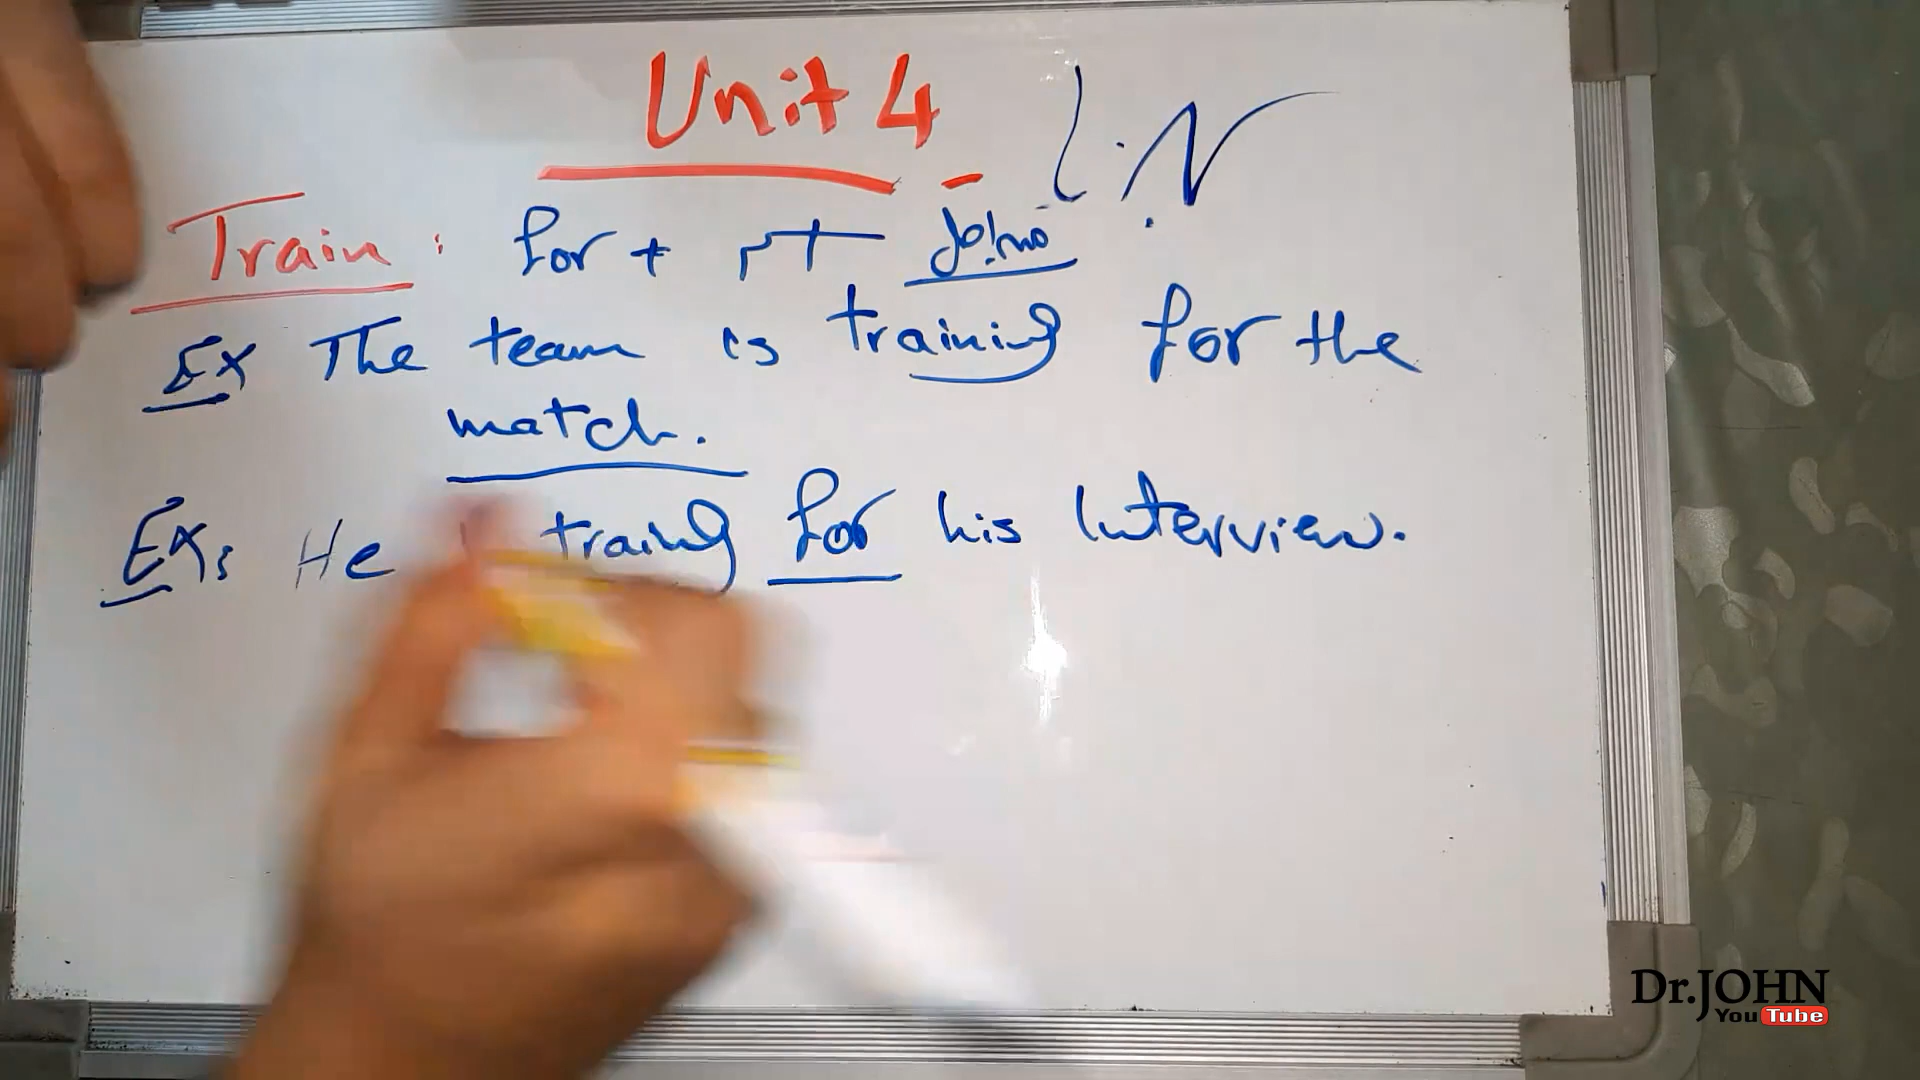 Unit 4
Train : for +
Ex The team is training for the
match.
Ex: He traing for his Interview.
Dr.JOHN
YouTube